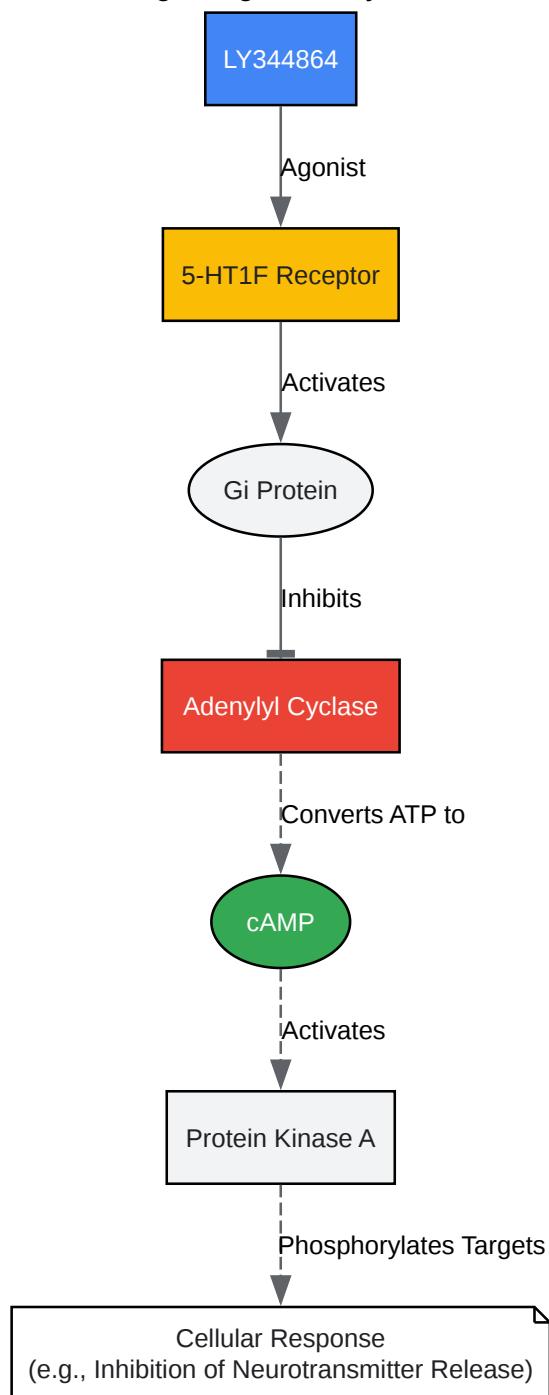 LY344864
Agonist
5-HT1F Receptor
Activates
Gi Protein
Inhibits
Adenylyl Cyclase
Converts ATP to
cAMP
Activates
Protein Kinase A
Phosphorylates Targets
Cellular Response
(e.g., Inhibition of Neurotransmitter Release)